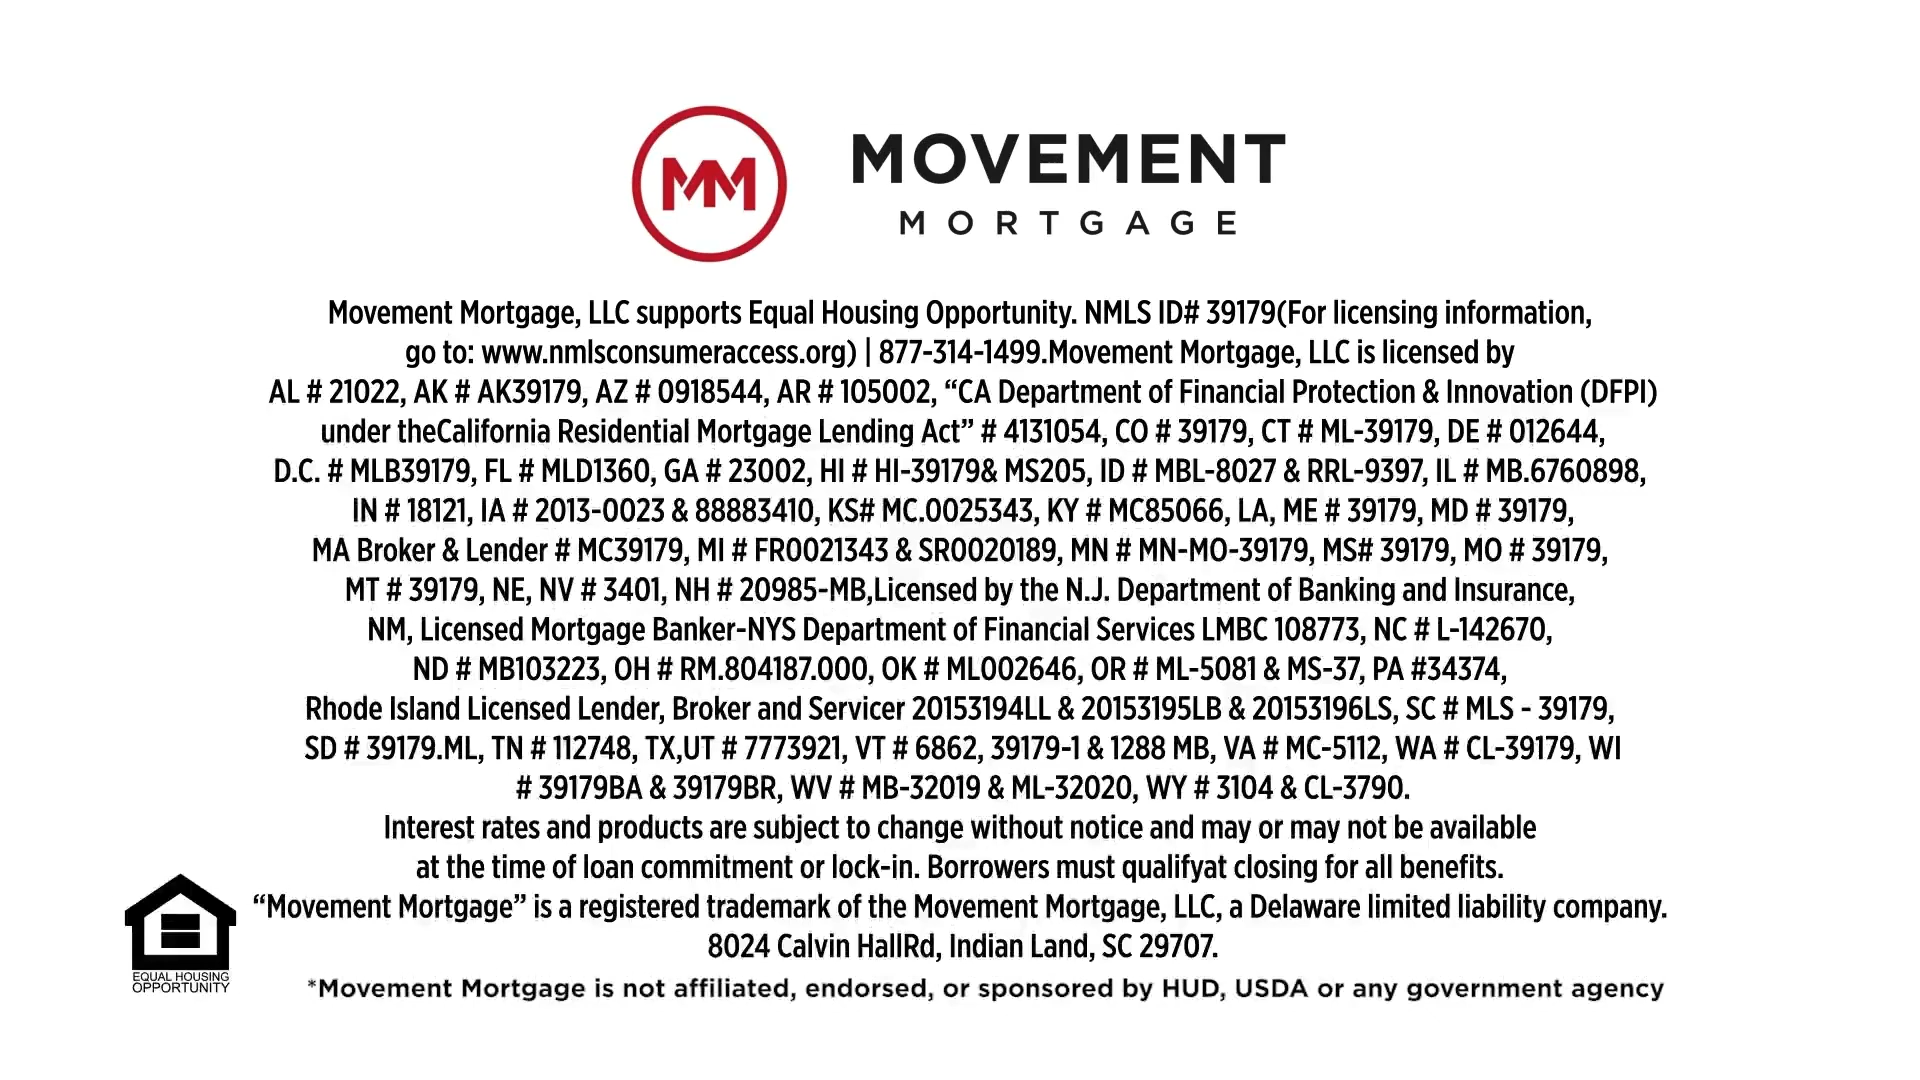 MM
MOVEMENT
MORTGAGE
Movement Mortgage, LLC supports Equal Housing Opportunity. NMLS ID# 39179(For licensing information,
go to: www.nmlsconsumeraccess.org) | 877-314-1499.Movement Mortgage, LLC is licensed by
AL # 21022, AK # AK39179, AZ # 0918544, AR # 105002, “CA Department of Financial Protection & Innovation (DFPI)
under theCalifornia Residential Mortgage Lending Act” # 4131054, CO # 39179, CT # ML-39179, DE # 012644,
D.C. # MLB39179, FL # MLD1360, GA # 23002, HI # HI-39179& MS205, ID # MBL-8027 & RRL-9397, IL # MB.6760898,
IN # 18121, IA # 2013-0023 & 88883410, KS# MC.0025343, KY # MC85066, LA, ME # 39179, MD # 39179,
MA Broker & Lender # MC39179, MI # FR0021343 & SR0020189, MN # MN-MO-39179, MS# 39179, MO # 39179,
MT # 39179, NE, NV # 3401, NH # 20985-MB,Licensed by the N.J. Department of Banking and Insurance,
NM, Licensed Mortgage Banker-NYS Department of Financial Services LMBC 108773, NC # L-142670,
ND # MB103223, OH # RM.804187.000, OK # ML002646, OR # ML-5081 & MS-37, PA #34374,
Rhode Island Licensed Lender, Broker and Servicer 20153194LL & 20153195LB & 20153196LS, SC # MLS - 39179,
SD # 39179.ML, TN # 112748, TX,UT # 7773921, VT # 6862, 39179-1 & 1288 MB, VA # MC-5112, WA # CL-39179, WI
# 39179BA & 39179BR, WV # MB-32019 & ML-32020, WY # 3104 & CL-3790.
Interest rates and products are subject to change without notice and may or may not be available
at the time of loan commitment or lock-in. Borrowers must qualifyat closing for all benefits.
“Movement Mortgage” is a registered trademark of the Movement Mortgage, LLC, a Delaware limited liability company.
8024 Calvin HallRd, Indian Land, SC 29707.
EQUAL HOUSING
OPPORTUNITY
*Movement Mortgage is not affiliated, endorsed, or sponsored by HUD, USDA or any government agency